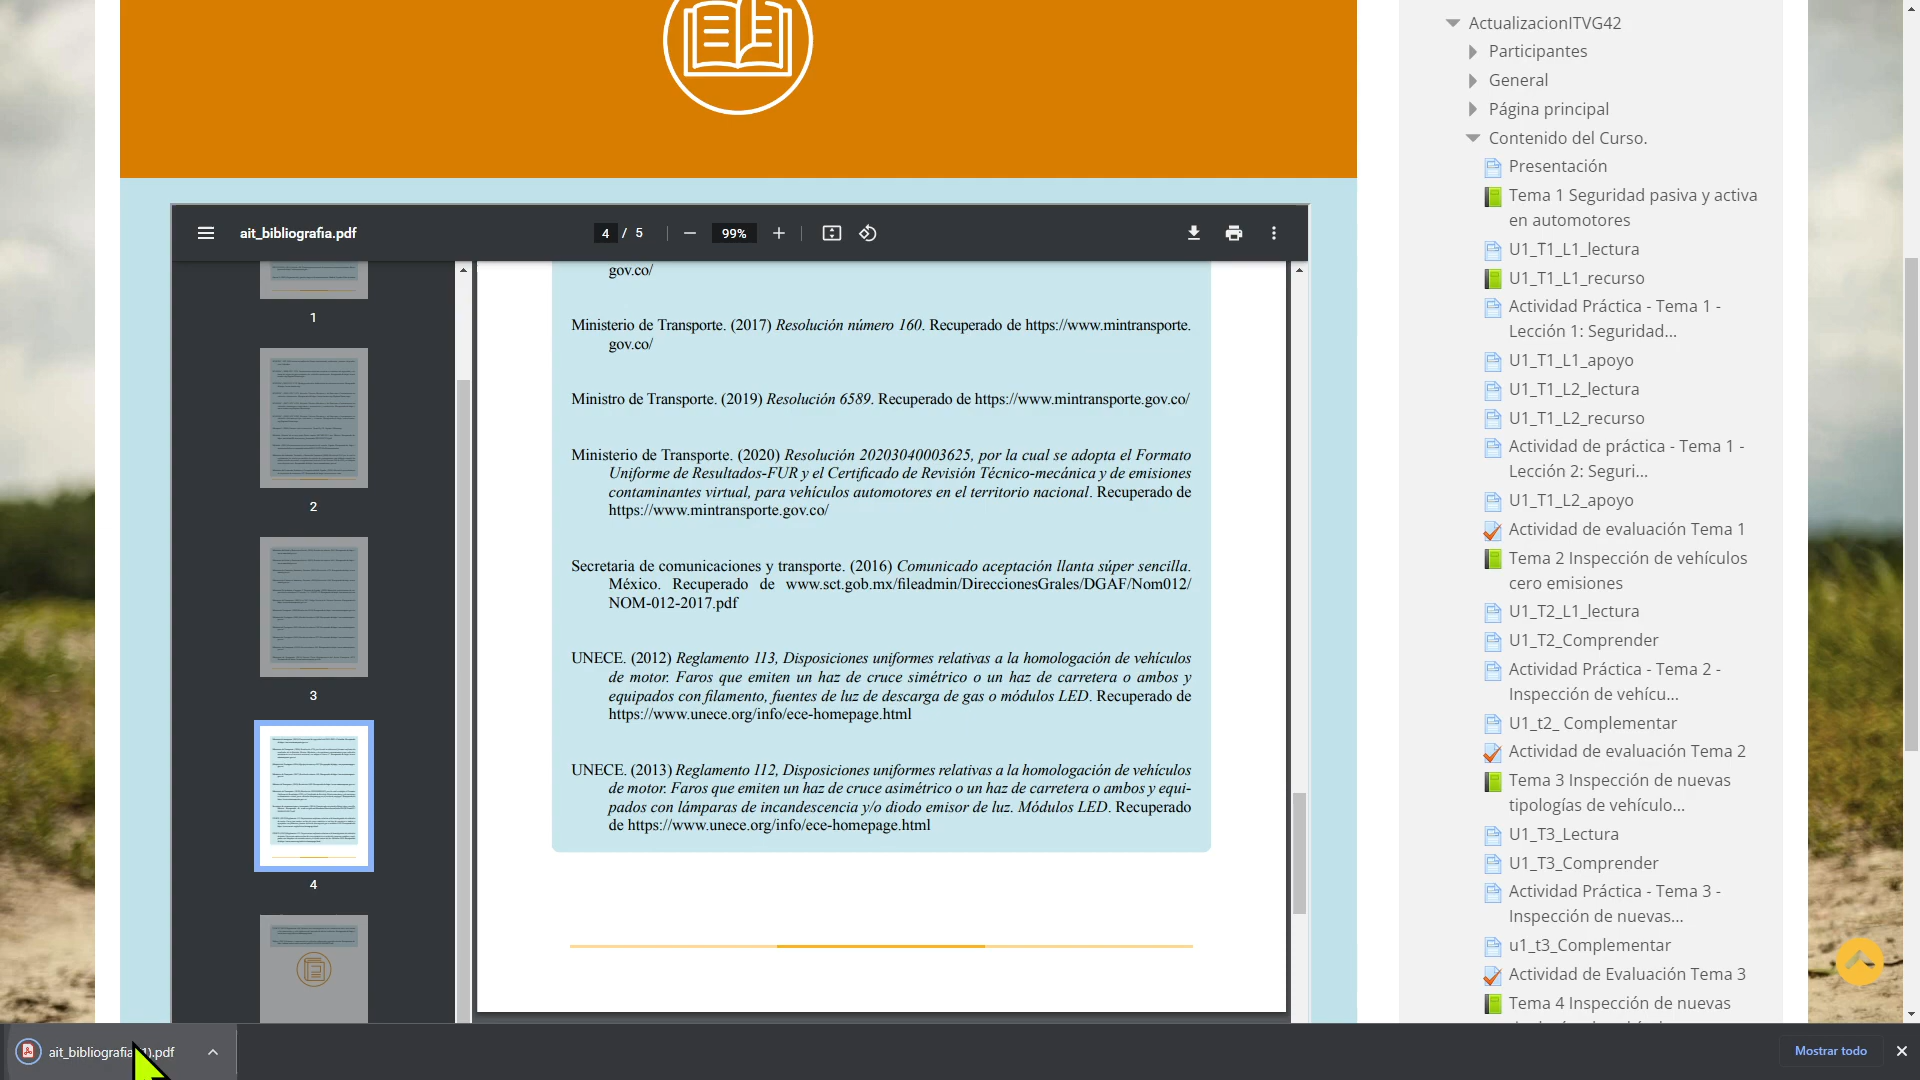 ait_bibliografia.pdf
4 / 5
99%
1
2
3
4
gov.co/
Ministerio de Transporte. (2017) Resolución número 160. Recuperado de https://www.mintransporte.
gov.co/
Ministro de Transporte. (2019) Resolución 6589. Recuperado de https://www.mintransporte.gov.co/
Ministerio de Transporte. (2020) Resolución 20203040003625, por la cual se adopta el Formato
Uniforme de Resultados-FUR y el Certificado de Revisión Técnico-mecánica y de emisiones
contaminantes virtual, para vehículos automotores en el territorio nacional. Recuperado de
https://www.mintransporte.gov.co/
Secretaria de comunicaciones y transporte. (2016) Comunicado aceptación llanta súper sencilla.
México. Recuperado de www.sct.gob.mx/fileadmin/DireccionesGrales/DGAF/Nom012/
NOM-012-2017.pdf
UNECE. (2012) Reglamento 113, Disposiciones uniformes relativas a la homologación de vehículos
de motor. Faros que emiten un haz de cruce simétrico o un haz de carretera o ambos y
equipados con filamento, fuentes de luz de descarga de gas o módulos LED. Recuperado de
https://www.unece.org/info/ece-homepage.html
UNECE. (2013) Reglamento 112, Disposiciones uniformes relativas a la homologación de vehículos
de motor. Faros que emiten un haz de cruce asimétrico o un haz de carretera o ambos y equi-
pados con lámparas de incandescencia y/o diodo emisor de luz. Módulos LED. Recuperado
de https://www.unece.org/info/ece-homepage.html
ActualizacionITVG42
Participantes
General
Página principal
Contenido del Curso.
Presentación
Tema 1 Seguridad pasiva y activa
en automotores
U1_T1_L1_lectura
U1_T1_L1_recurso
Actividad Práctica - Tema 1 -
Lección 1: Seguridad...
U1_T1_L1_apoyo
U1_T1_L2_lectura
U1_T1_L2_recurso
Actividad de práctica - Tema 1 -
Lección 2: Seguri...
U1_T1_L2_apoyo
Actividad de evaluación Tema 1
Tema 2 Inspección de vehículos
cero emisiones
U1_T2_L1_lectura
U1_T2_Comprender
Actividad Práctica - Tema 2 -
Inspección de vehícu...
U1_t2_ Complementar
Actividad de evaluación Tema 2
Tema 3 Inspección de nuevas
tipologías de vehículo...
U1_T3_Lectura
U1_T3_Comprender
Actividad Práctica - Tema 3 -
Inspección de nuevas...
u1_t3_Complementar
Actividad de Evaluación Tema 3
Tema 4 Inspección de nuevas
ait_bibliografia 1).pdf
Mostrar todo